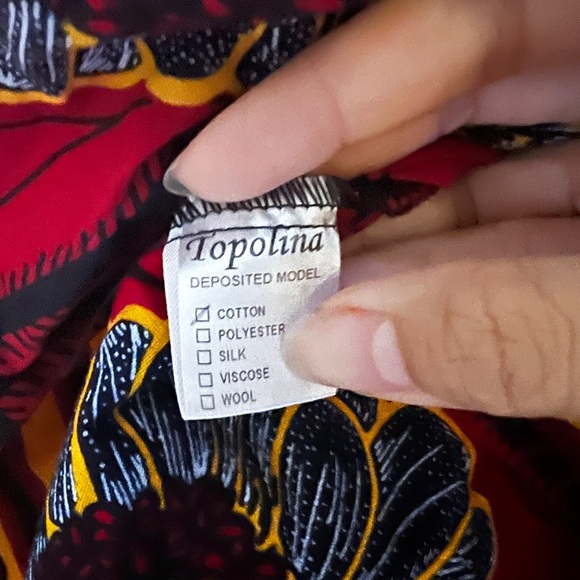 Topolina
DEPOSITED MODEL
☑ COTTON
☐ POLYESTER
☐ SILK
☐ VISCOSE
☐ WOOL